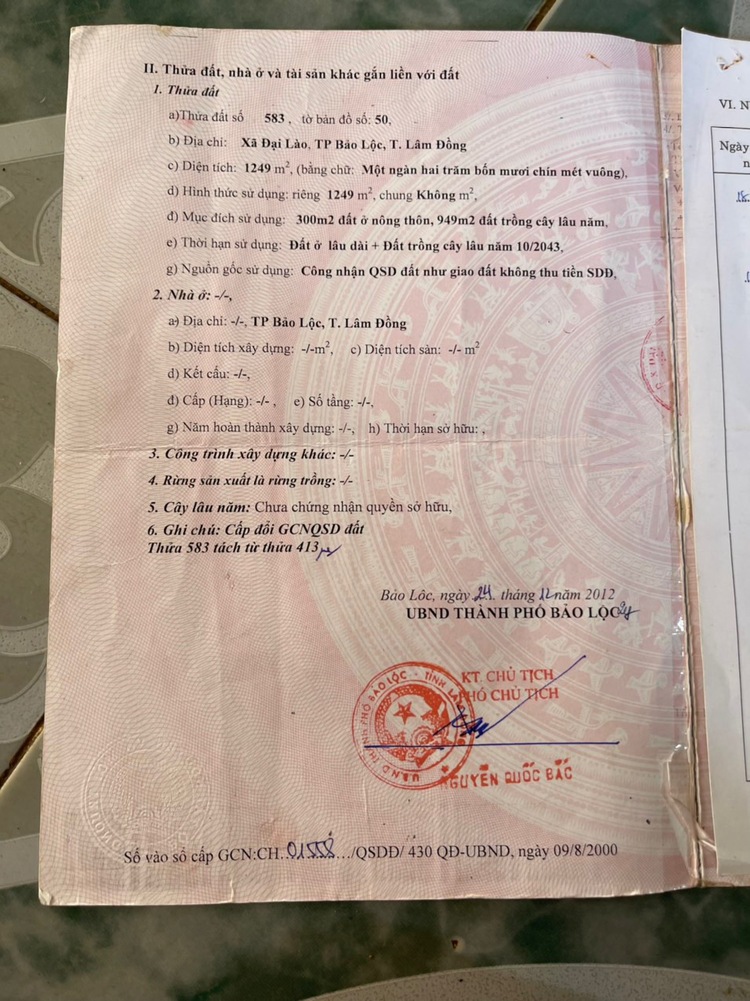 II. Thửa đất, nhà ở và tài sản khác gắn liền với đất
1. Thửa đất
a)Thửa đất số 583, tờ bản đồ số: 50,
b) Địa chỉ: Xã Đại Lào, TP Bảo Lộc, T. Lâm Đồng
c) Diện tích: 1249 m², (bằng chữ: Một ngàn hai trăm bốn mươi chín mét vuông),
d) Hình thức sử dụng: riêng 1249 m², chung Không m²,
đ) Mục đích sử dụng: 300m2 đất ở nông thôn, 949m2 đất trồng cây lâu năm,
e) Thời hạn sử dụng: Đất ở lâu dài + Đất trồng cây lâu năm 10/2043,
g) Nguồn gốc sử dụng: Công nhận QSD đất như giao đất không thu tiền SDĐ,
2. Nhà ở: -/-,
a) Địa chỉ: -/-, TP Bảo Lộc, T. Lâm Đồng
b) Diện tích xây dựng: -/-m², c) Diện tích sàn: -/- m²
d) Kết cấu: -/-,
đ) Cấp (Hạng): -/- , e) Số tầng: -/-,
g) Năm hoàn thành xây dựng: -/-, h) Thời hạn sở hữu: ,
3. Công trình xây dựng khác: -/-
4. Rừng sản xuất là rừng trồng: -/-
5. Cây lâu năm: Chưa chứng nhận quyền sở hữu,
6. Ghi chú: Cấp đổi GCNQSD đất
Thửa 583 tách từ thửa 413
Bảo Lộc, ngày 24 tháng 12 năm 2012
UBND THÀNH PHỐ BẢO LỘC
KT. CHỦ TỊCH
PHÓ CHỦ TỊCH
UBND THÀNH PHỐ BẢO LỘC - TỈNH
NGUYỄN QUỐC BẮC
Số vào sổ cấp GCN:CH.01558.../QSDĐ/ 430 QĐ-UBND, ngày 09/8/2000
VI. N
Ngày
n
18.